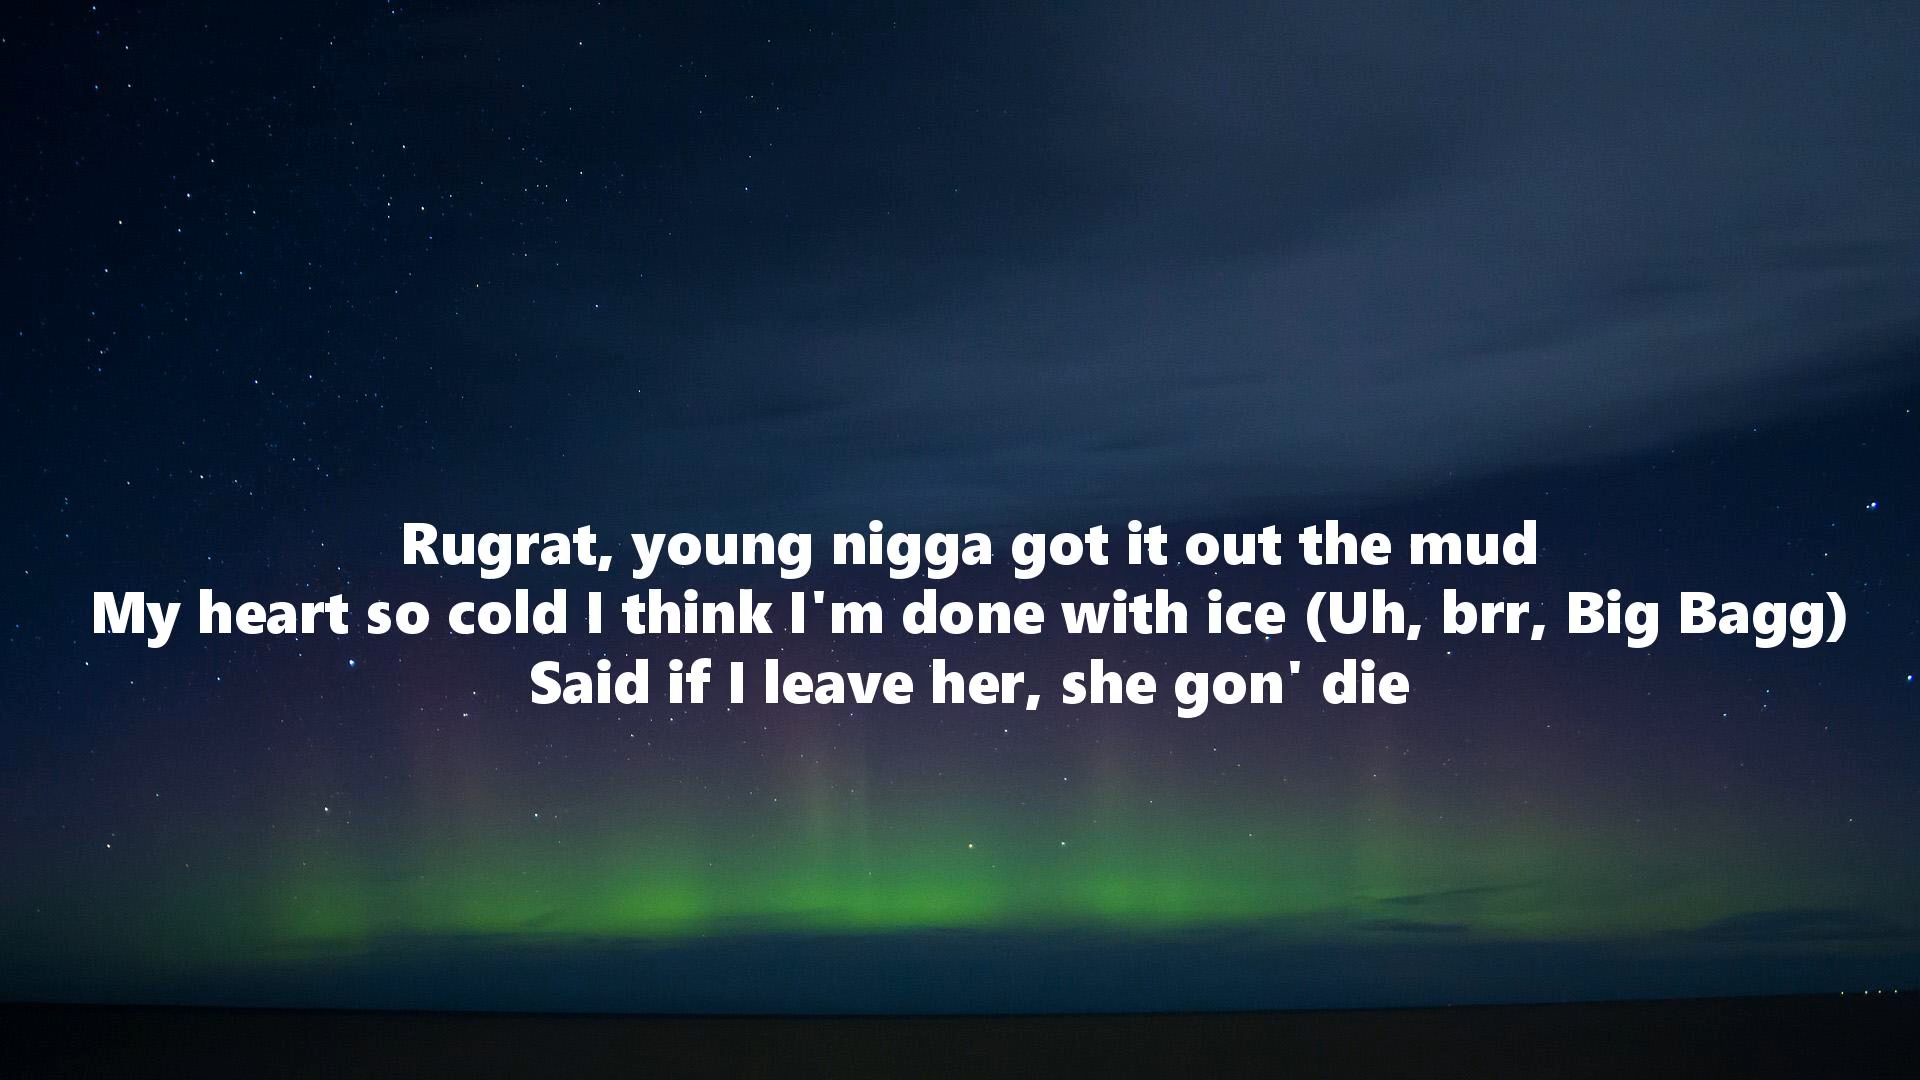 Rugrat, young nigga got it out the mud
My heart so cold I think I'm done with ice (Uh, brr, Big Bagg)
Said if I leave her, she gon' die